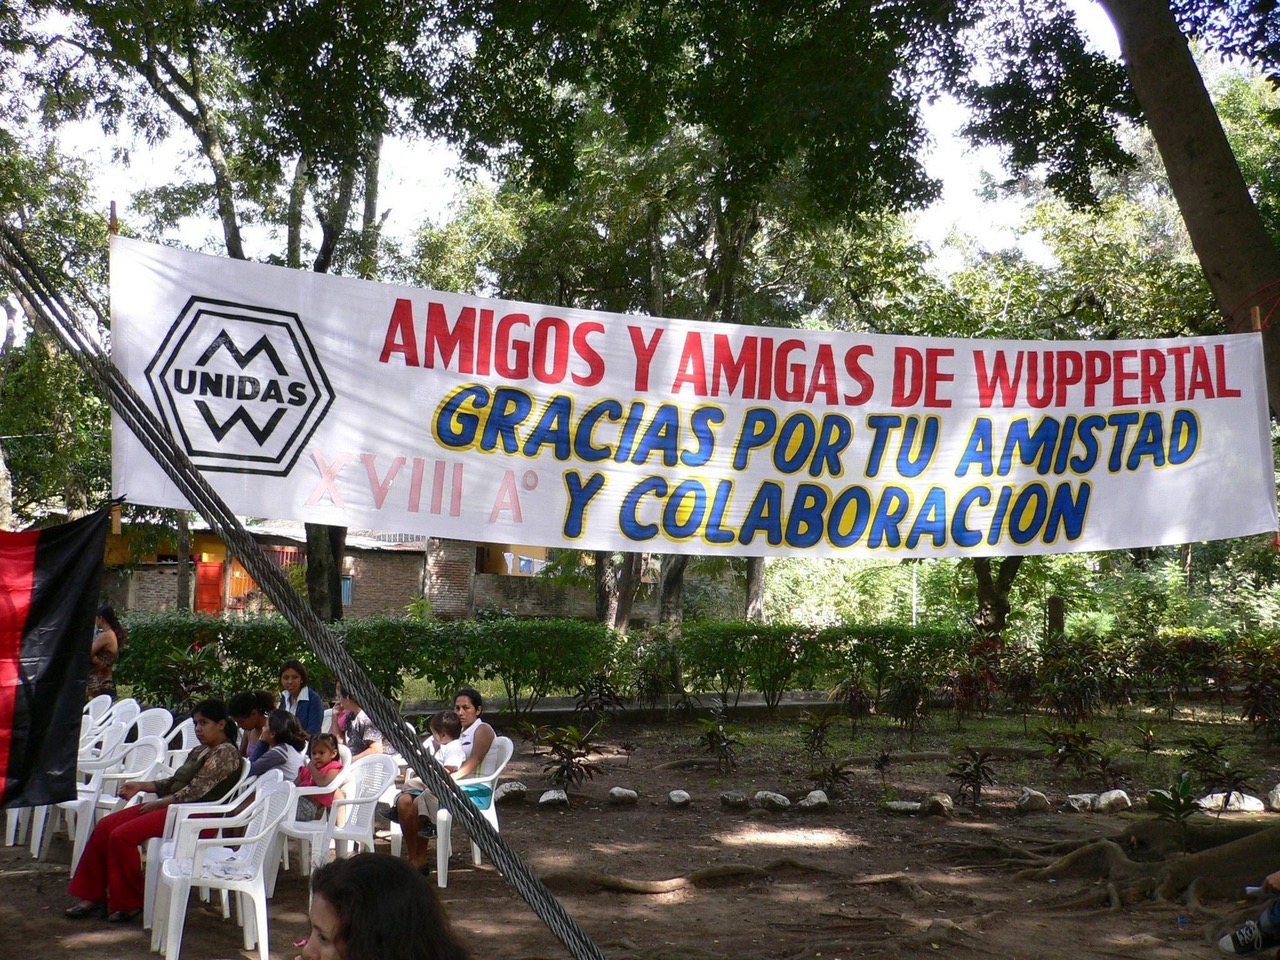 UNIDAS
AMIGOS Y AMIGAS DE WUPPERTAL
GRACIAS POR TU AMISTAD
Y COLABORACION
XVIII Aº